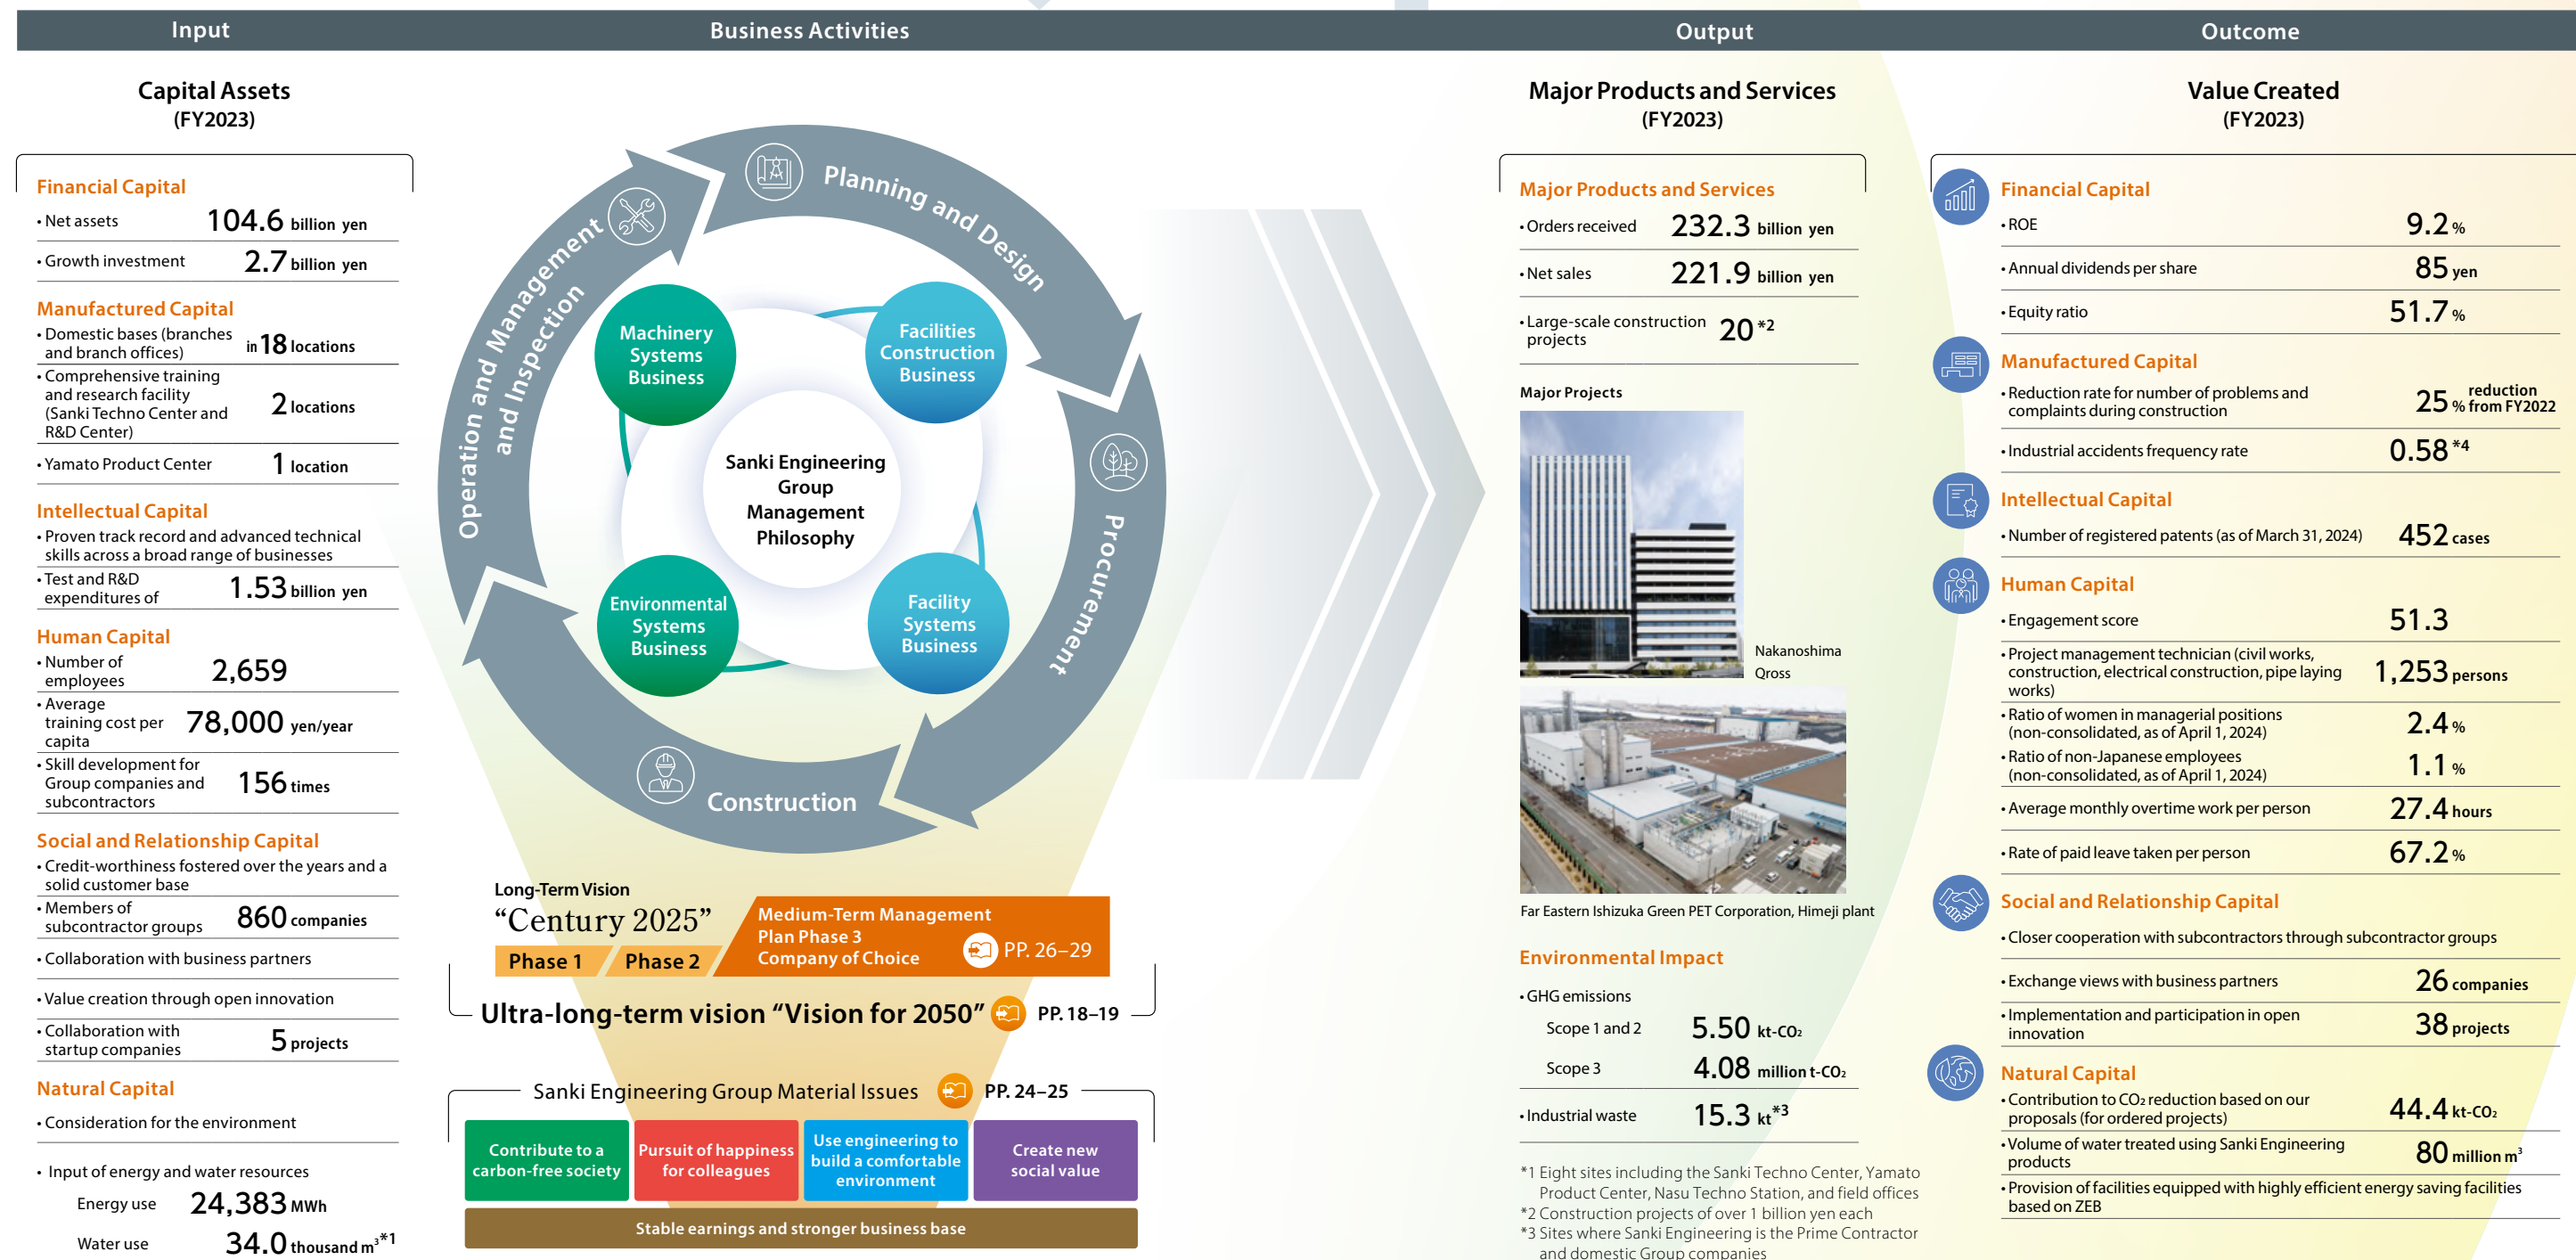 Input
Business Activities
Output
Outcome
Capital Assets
(FY2023)
Financial Capital
• Net assets 104.6 billion yen
• Growth investment 2.7 billion yen
Manufactured Capital
• Domestic bases (branches
and branch offices) in 18 locations
• Comprehensive training
and research facility
(Sanki Techno Center and
R&D Center) 2 locations
• Yamato Product Center 1 location
Intellectual Capital
• Proven track record and advanced technical
skills across a broad range of businesses
• Test and R&D
expenditures of 1.53 billion yen
Human Capital
• Number of
employees 2,659
• Average
training cost per
capita 78,000 yen/year
• Skill development for
Group companies and
subcontractors 156 times
Social and Relationship Capital
• Credit-worthiness fostered over the years and a
solid customer base
• Members of
subcontractor groups 860 companies
• Collaboration with business partners
• Value creation through open innovation
• Collaboration with
startup companies 5 projects
Natural Capital
• Consideration for the environment
• Input of energy and water resources
Energy use 24,383 MWh
Water use 34.0 thousand m³*1
Planning and Design
Procurement
Construction
Operation and Management
and Inspection
Machinery
Systems
Business
Facilities
Construction
Business
Sanki Engineering
Group
Management
Philosophy
Environmental
Systems
Business
Facility
Systems
Business
Long-Term Vision
“Century 2025”
Phase 1
Phase 2
Medium-Term Management
Plan Phase 3
Company of Choice
PP. 26–29
Ultra-long-term vision “Vision for 2050” PP. 18–19
Sanki Engineering Group Material Issues PP. 24–25
Contribute to a
carbon-free society
Pursuit of happiness
for colleagues
Use engineering to
build a comfortable
environment
Create new
social value
Stable earnings and stronger business base
Major Products and Services
(FY2023)
Major Products and Services
• Orders received 232.3 billion yen
• Net sales 221.9 billion yen
• Large-scale construction
projects 20 *2
Major Projects
Nakanoshima
Qross
Far Eastern Ishizuka Green PET Corporation, Himeji plant
Environmental Impact
• GHG emissions
Scope 1 and 2 5.50 kt-CO₂
Scope 3 4.08 million t-CO₂
• Industrial waste 15.3 kt*3
*1 Eight sites including the Sanki Techno Center, Yamato
Product Center, Nasu Techno Station, and field offices
*2 Construction projects of over 1 billion yen each
*3 Sites where Sanki Engineering is the Prime Contractor
and domestic Group companies
Value Created
(FY2023)
Financial Capital
• ROE 9.2 %
• Annual dividends per share 85 yen
• Equity ratio 51.7 %
Manufactured Capital
• Reduction rate for number of problems and
complaints during construction 25 % reduction
from FY2022
• Industrial accidents frequency rate 0.58 *4
Intellectual Capital
• Number of registered patents (as of March 31, 2024) 452 cases
Human Capital
• Engagement score 51.3
• Project management technician (civil works,
construction, electrical construction, pipe laying
works) 1,253 persons
• Ratio of women in managerial positions
(non-consolidated, as of April 1, 2024) 2.4 %
• Ratio of non-Japanese employees
(non-consolidated, as of April 1, 2024) 1.1 %
• Average monthly overtime work per person 27.4 hours
• Rate of paid leave taken per person 67.2 %
Social and Relationship Capital
• Closer cooperation with subcontractors through subcontractor groups
• Exchange views with business partners 26 companies
• Implementation and participation in open
innovation 38 projects
Natural Capital
• Contribution to CO₂ reduction based on our
proposals (for ordered projects) 44.4 kt-CO₂
• Volume of water treated using Sanki Engineering
products 80 million m³
• Provision of facilities equipped with highly efficient energy saving facilities
based on ZEB